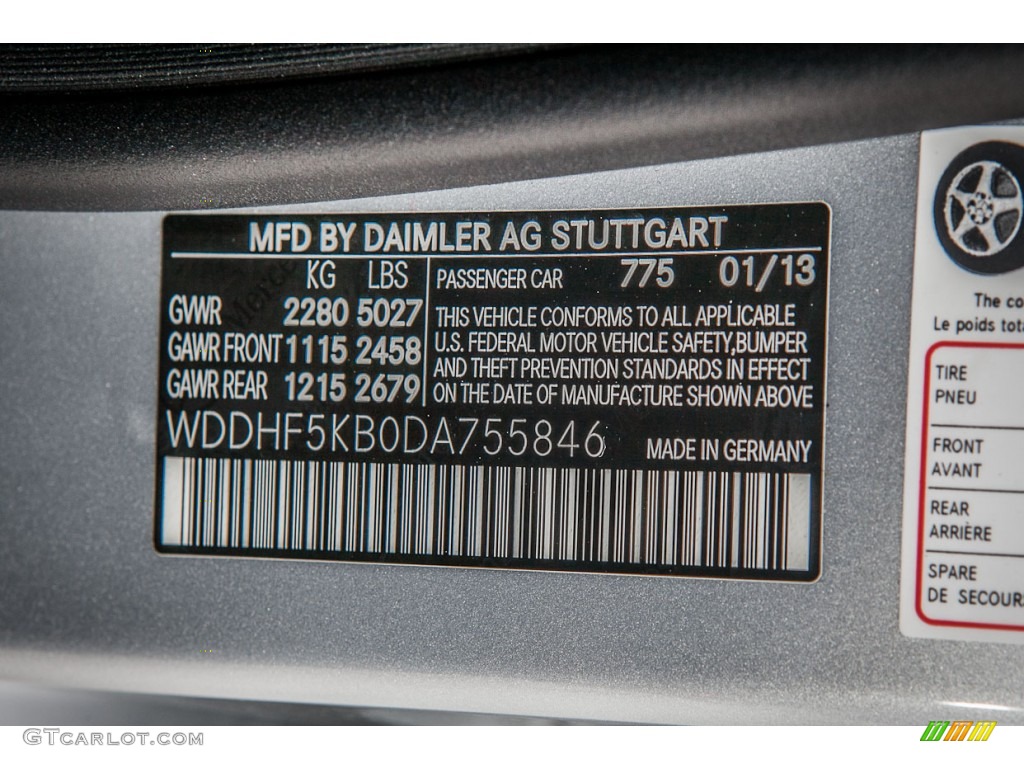 MFD BY DAIMLER AG STUTTGART
KG LBS
GVWR 2280 5027
GAWR FRONT 1115 2458
GAWR REAR 1215 2679
PASSENGER CAR 775 01/13
THIS VEHICLE CONFORMS TO ALL APPLICABLE
U.S. FEDERAL MOTOR VEHICLE SAFETY, BUMPER
AND THEFT PREVENTION STANDARDS IN EFFECT
ON THE DATE OF MANUFACTURE SHOWN ABOVE
WDDHF5KB0DA755846
MADE IN GERMANY
The co
Le poids tota
TIRE
PNEU
FRONT
AVANT
REAR
ARRIÈRE
SPARE
DE SECOURS
GTCARLOT.COM